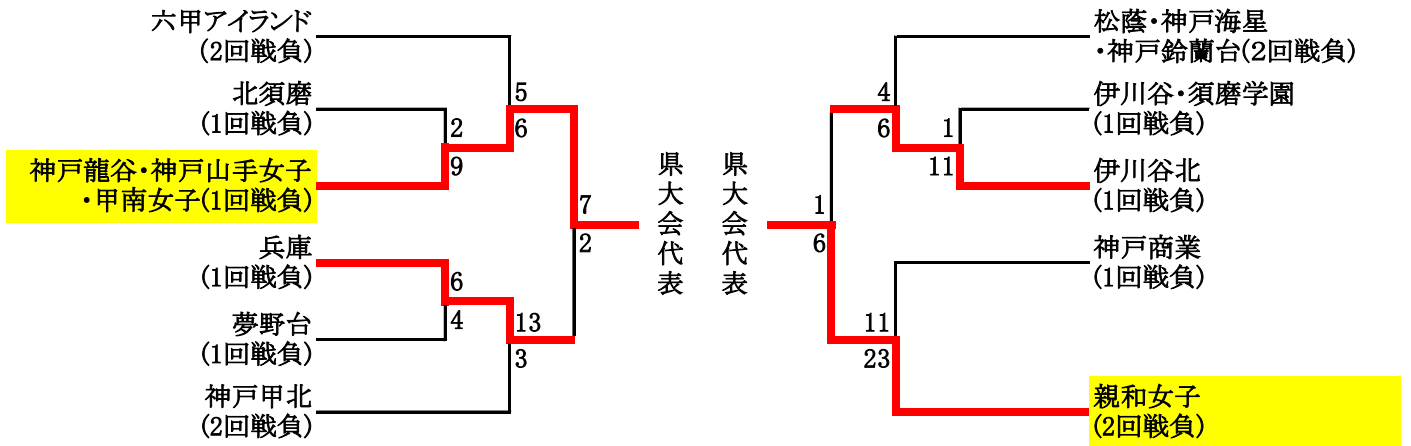 六甲アイランド
(2回戦負)
北須磨
(1回戦負)
神戸龍谷・神戸山手女子
・甲南女子(1回戦負)
兵庫
(1回戦負)
夢野台
(1回戦負)
神戸甲北
(2回戦負)
5
6
2
9
7
2
6
4
13
3
県大会代表
県大会代表
松蔭・神戸海星
・神戸鈴蘭台(2回戦負)
伊川谷・須磨学園
(1回戦負)
伊川谷北
(1回戦負)
神戸商業
(1回戦負)
親和女子
(2回戦負)
4
6
1
11
1
6
11
23